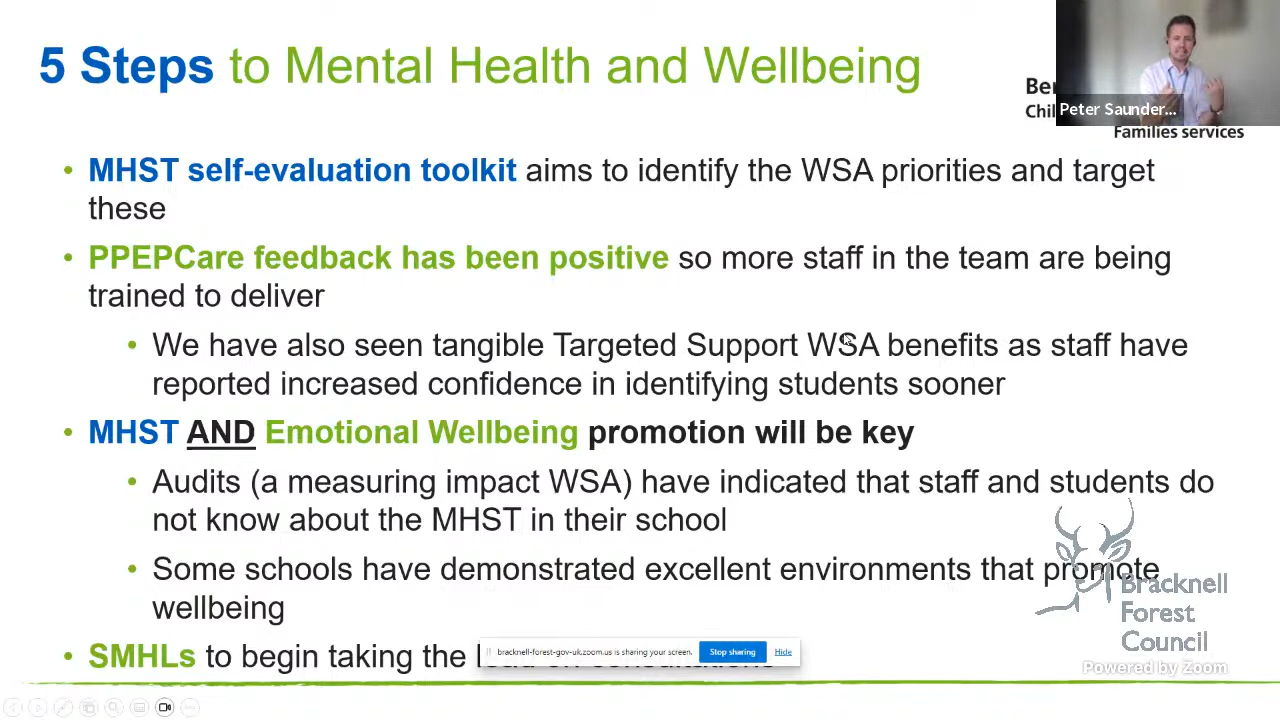 5 Steps to Mental Health and Wellbeing
Peter Saunder...
Families services
• MHST self-evaluation toolkit aims to identify the WSA priorities and target
these
• PPEPCare feedback has been positive so more staff in the team are being
trained to deliver
• We have also seen tangible Targeted Support WSA benefits as staff have
reported increased confidence in identifying students sooner
• MHST AND Emotional Wellbeing promotion will be key
• Audits (a measuring impact WSA) have indicated that staff and students do
not know about the MHST in their school
• Some schools have demonstrated excellent environments that promote
wellbeing
Bracknell
Forest
Council
• SMHLs to begin taking the
bracknell-forest-gov-uk.zoom.us is sharing your screen.
Stop sharing
Hide
Powered by Zoom